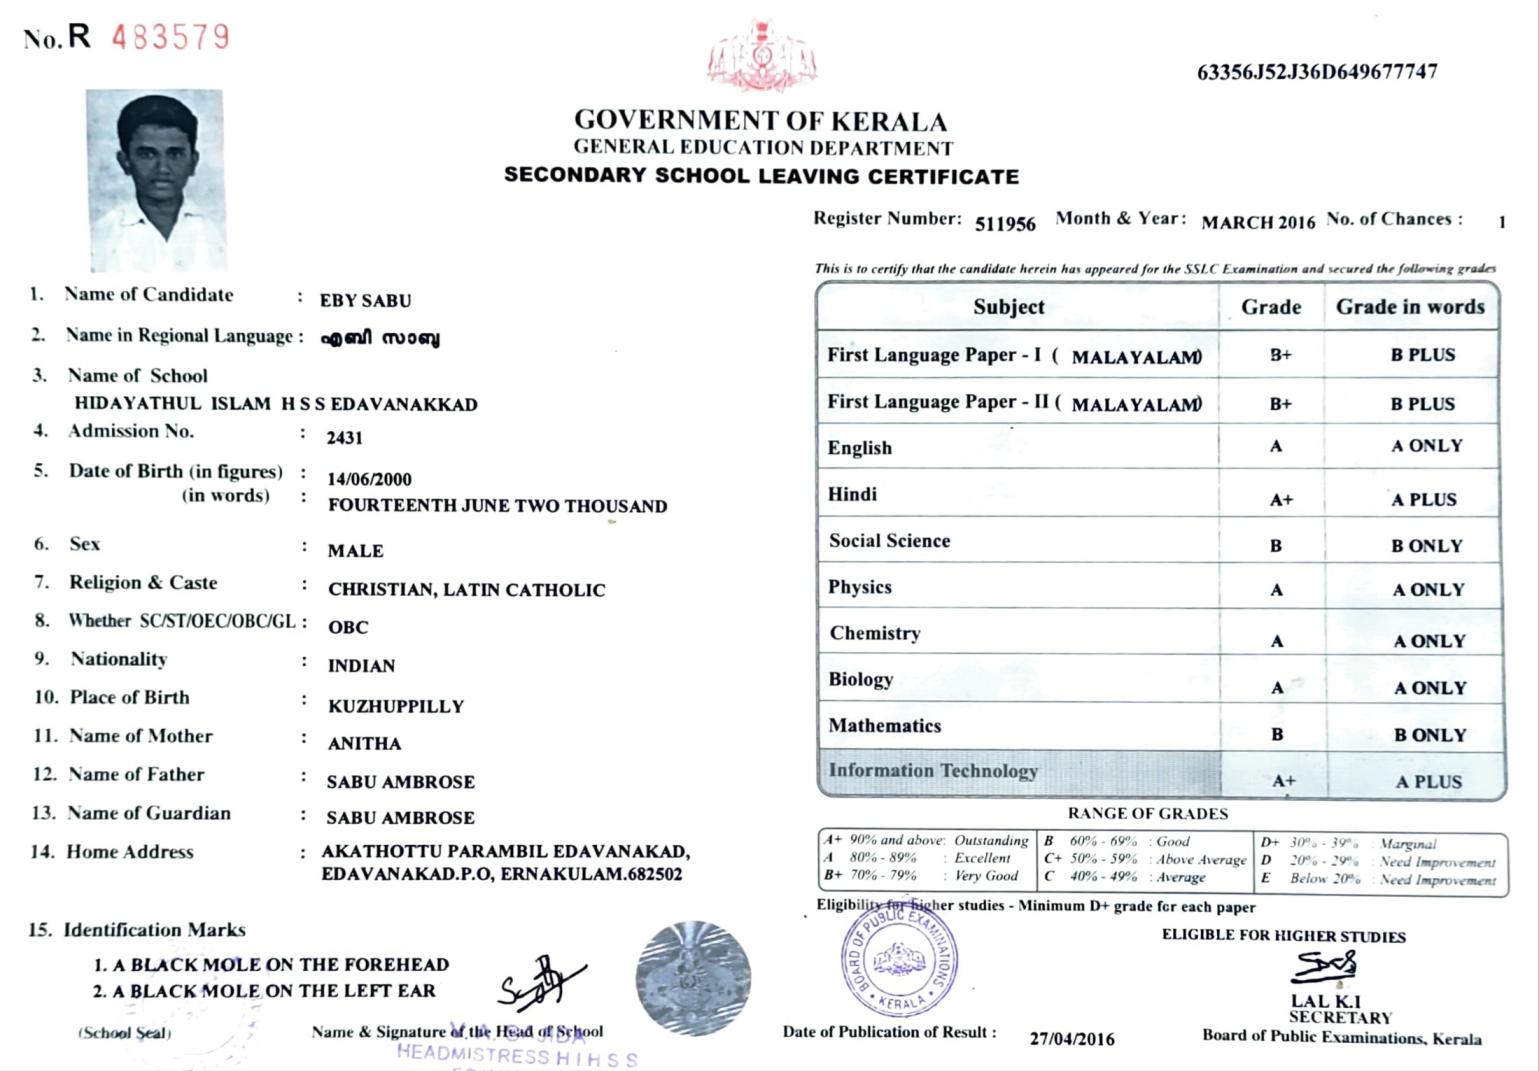 No. R 483579
63356J52J36D649677747
GOVERNMENT OF KERALA
GENERAL EDUCATION DEPARTMENT
SECONDARY SCHOOL LEAVING CERTIFICATE
Register Number: 511956 Month & Year: MARCH 2016 No. of Chances : 1
1. Name of Candidate : EBY SABU
2. Name in Regional Language : എബി സാബു
3. Name of School
HIDAYATHUL ISLAM H S S EDAVANAKKAD
4. Admission No. : 2431
5. Date of Birth (in figures) : 14/06/2000
(in words) : FOURTEENTH JUNE TWO THOUSAND
6. Sex : MALE
7. Religion & Caste : CHRISTIAN, LATIN CATHOLIC
8. Whether SC/ST/OEC/OBC/GL : OBC
9. Nationality : INDIAN
10. Place of Birth : KUZHUPPILLY
11. Name of Mother : ANITHA
12. Name of Father : SABU AMBROSE
13. Name of Guardian : SABU AMBROSE
14. Home Address : AKATHOTTU PARAMBIL EDAVANAKAD,
EDAVANAKAD.P.O, ERNAKULAM.682502
15. Identification Marks
1. A BLACK MOLE ON THE FOREHEAD
2. A BLACK MOLE ON THE LEFT EAR
(School Seal)
Name & Signature of the Head of School
HEADMISTRESS H I H S S
This is to certify that the candidate herein has appeared for the SSLC Examination and secured the following grades
Subject Grade Grade in words
First Language Paper - I ( MALAYALAM) B+ B PLUS
First Language Paper - II ( MALAYALAM) B+ B PLUS
English A A ONLY
Hindi A+ A PLUS
Social Science B B ONLY
Physics A A ONLY
Chemistry A A ONLY
Biology A A ONLY
Mathematics B B ONLY
Information Technology A+ A PLUS
RANGE OF GRADES
A+ 90% and above: Outstanding B 60% - 69% : Good D+ 30% - 39% : Marginal
A 80% - 89% : Excellent C+ 50% - 59% : Above Average D 20% - 29% : Need Improvement
B+ 70% - 79% : Very Good C 40% - 49% : Average E Below 20% : Need Improvement
Eligibility for higher studies - Minimum D+ grade for each paper
ELIGIBLE FOR HIGHER STUDIES
BOARD OF PUBLIC EXAMINATIONS
KERALA
LAL K.I
SECRETARY
Board of Public Examinations, Kerala
Date of Publication of Result : 27/04/2016